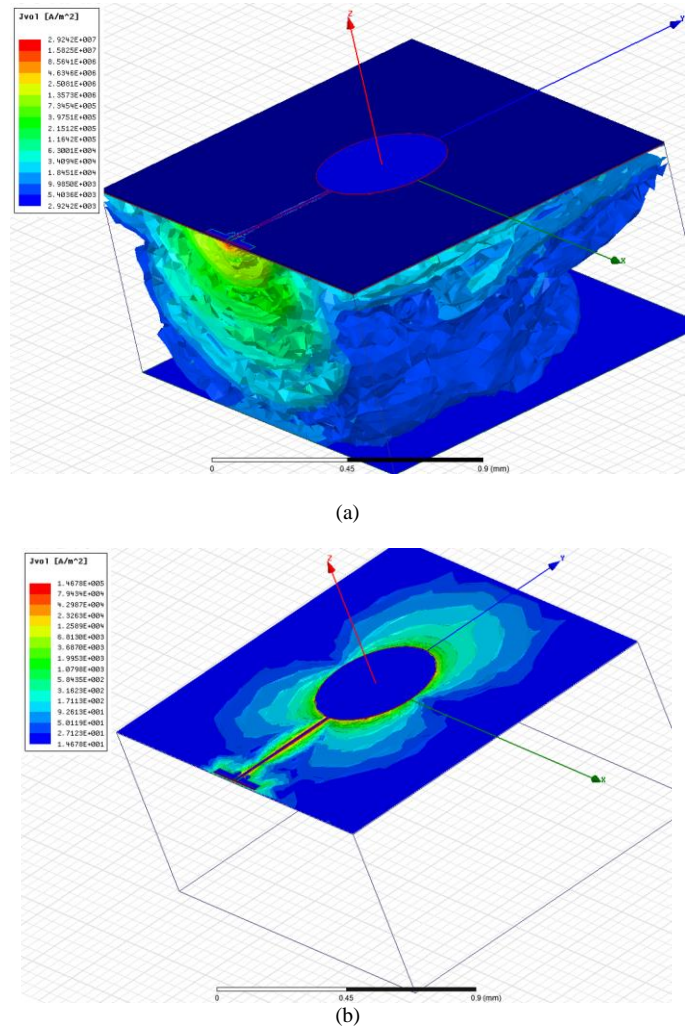 Jvol [A/m^2]
2.9242E+007
1.5825E+007
8.5641E+006
4.6346E+006
2.5081E+006
1.3573E+006
7.3454E+005
3.9751E+005
2.1512E+005
1.1642E+005
6.3001E+004
3.4094E+004
1.8451E+004
9.9850E+003
5.4036E+003
2.9242E+003
Z
Y
X
0
0.45
0.9 (mm)
(a)
Jvol [A/m^2]
1.4678E+005
7.9434E+004
4.2987E+004
2.3263E+004
1.2589E+004
6.8130E+003
3.6870E+003
1.9953E+003
1.0798E+003
5.8435E+002
3.1623E+002
1.7113E+002
9.2613E+001
5.0119E+001
2.7123E+001
1.4678E+001
Z
Y
X
0
0.45
0.9 (mm)
(b)